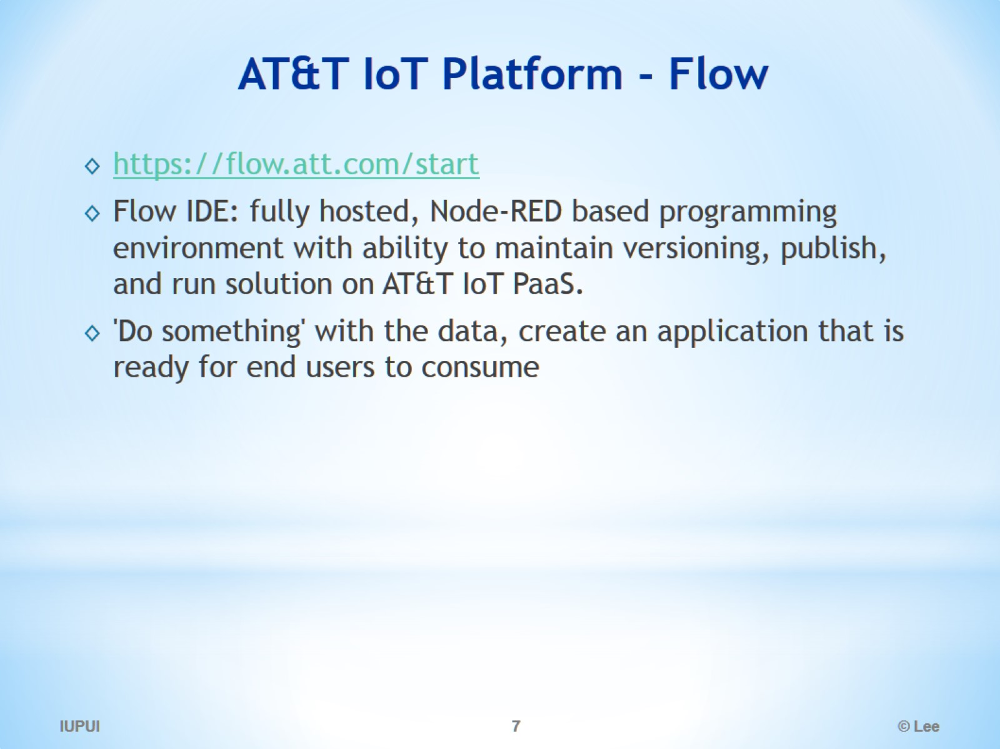 AT&T IoT Platform - Flow
◇ https://flow.att.com/start
◇ Flow IDE: fully hosted, Node-RED based programming
environment with ability to maintain versioning, publish,
and run solution on AT&T IoT PaaS.
◇ 'Do something' with the data, create an application that is
ready for end users to consume
IUPUI 7 © Lee